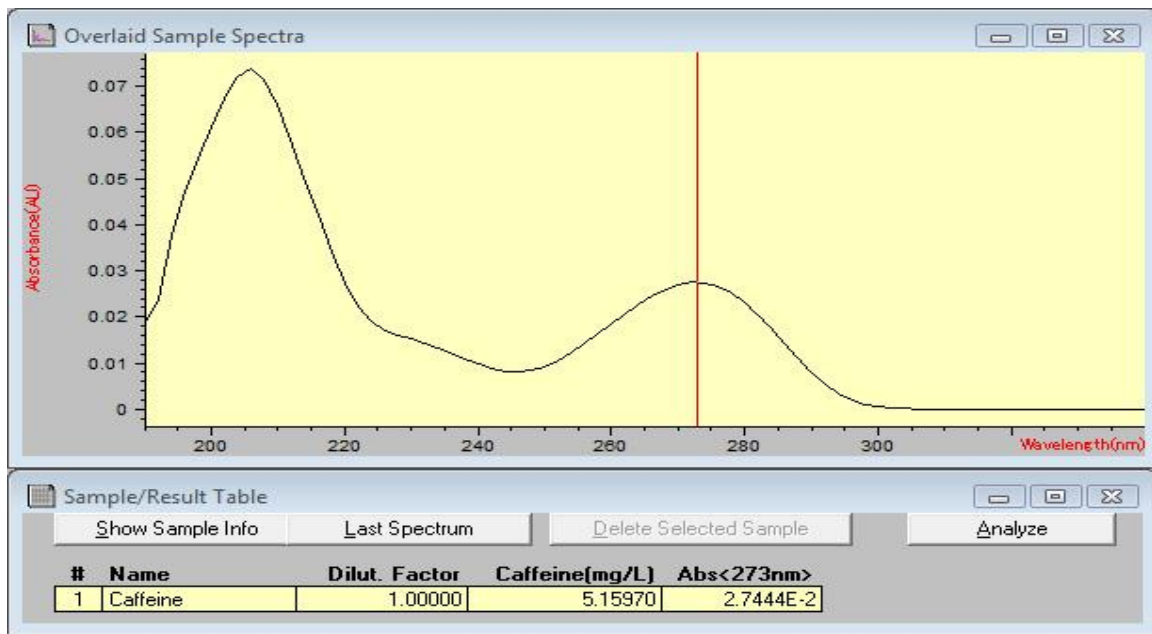 Overlaid Sample Spectra
Absorbance(AU)
0.07
0.06
0.05
0.04
0.03
0.02
0.01
0
200 220 240 260 280 300 Wavelength(nm)
Sample/Result Table
Show Sample Info Last Spectrum Delete Selected Sample Analyze
# Name Dilut. Factor Caffeine(mg/L) Abs<273nm>
1 Caffeine 1.00000 5.15970 2.7444E-2